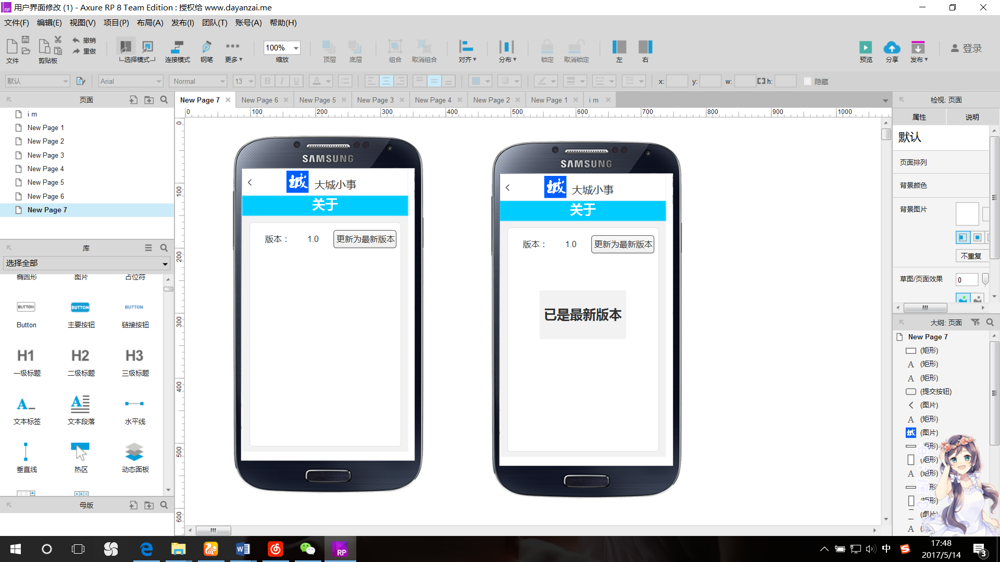 用户界面修改 (1) - Axure RP 8 Team Edition : 授权给 www.dayanzai.me
文件(F) 编辑(E) 视图(V) 项目(P) 布局(A) 发布(I) 团队(T) 账号(A) 帮助(H)
撤销
重做
文件 剪贴板 选择模式 连接模式 钢笔 更多 100% 缩放 顶层 底层 组合 取消组合 对齐 分布 锁定 取消锁定 左 右 预览 分享 发布 登录
默认 Arial Normal 13 B I U A x: y: w: h: 隐藏
页面
i m
New Page 1
New Page 2
New Page 3
New Page 4
New Page 5
New Page 6
New Page 7
库
选择全部
椭圆形 图片 占位符
BUTTON BUTTON BUTTON
Button 主要按钮 链接按钮
H1 H2 H3
一级标题 二级标题 三级标题
A A
文本标签 文本段落 水平线
垂直线 热区 动态面板
A B C
母版
New Page 7 New Page 6 New Page 5 New Page 3 New Page 4 New Page 2 New Page 1 i m
0 100 200 300 400 500 600 700 800 900 1000
0
100
200
300
400
500
600
SAMSUNG
城 大城小事
关于
版本： 1.0 更新为最新版本
SAMSUNG
城 大城小事
关于
版本： 1.0 更新为最新版本
已是最新版本
检视: 页面
属性 说明
默认
页面排列
背景颜色
背景图片
不重复
草图/页面效果 0
大纲: 页面
New Page 7
(矩形)
A (矩形)
A (矩形)
(提交按钮)
(图片)
A (矩形)
城 (图片)
矩形)
(矩形)
A (矩形)
形)
矩形)
(图片)
A
W
RP
中
S
17:48
2017/5/14
3